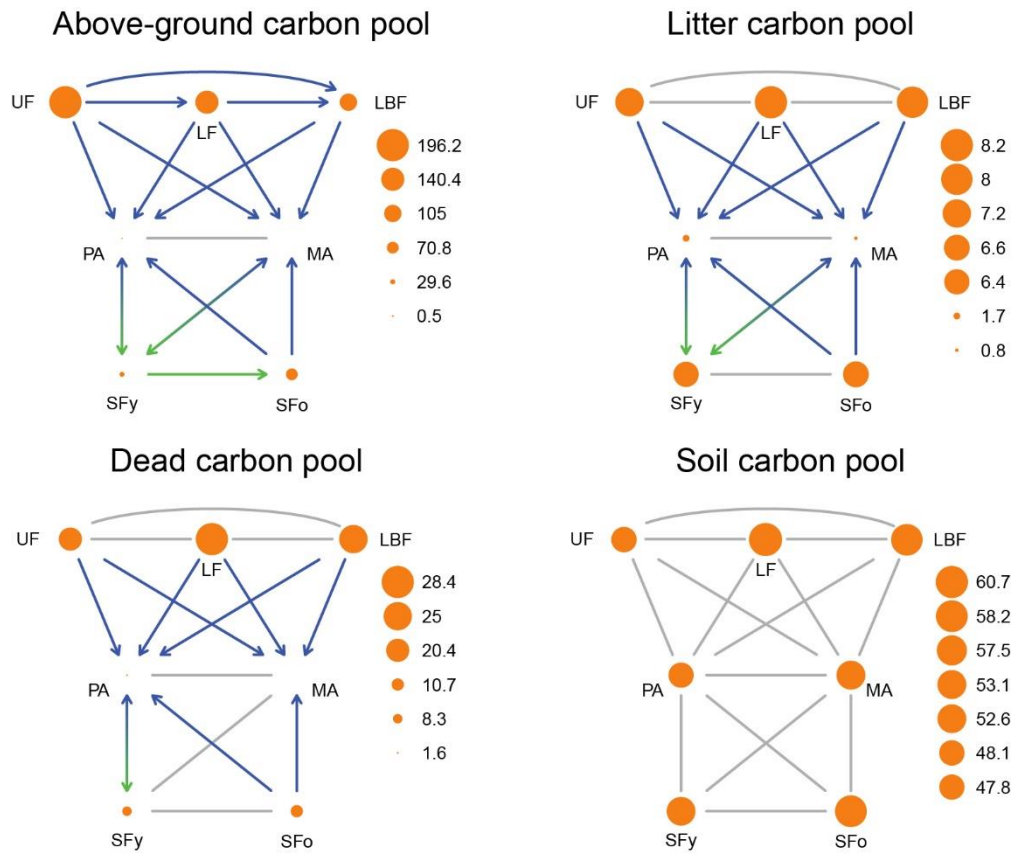 Above-ground carbon pool
UF
LF
LBF
196.2
140.4
105
70.8
29.6
0.5
PA
MA
SFy
SFo
Litter carbon pool
UF
LF
LBF
8.2
8
7.2
6.6
6.4
1.7
0.8
PA
MA
SFy
SFo
Dead carbon pool
UF
LF
LBF
28.4
25
20.4
10.7
8.3
1.6
PA
MA
SFy
SFo
Soil carbon pool
UF
LF
LBF
60.7
58.2
57.5
53.1
52.6
48.1
47.8
PA
MA
SFy
SFo